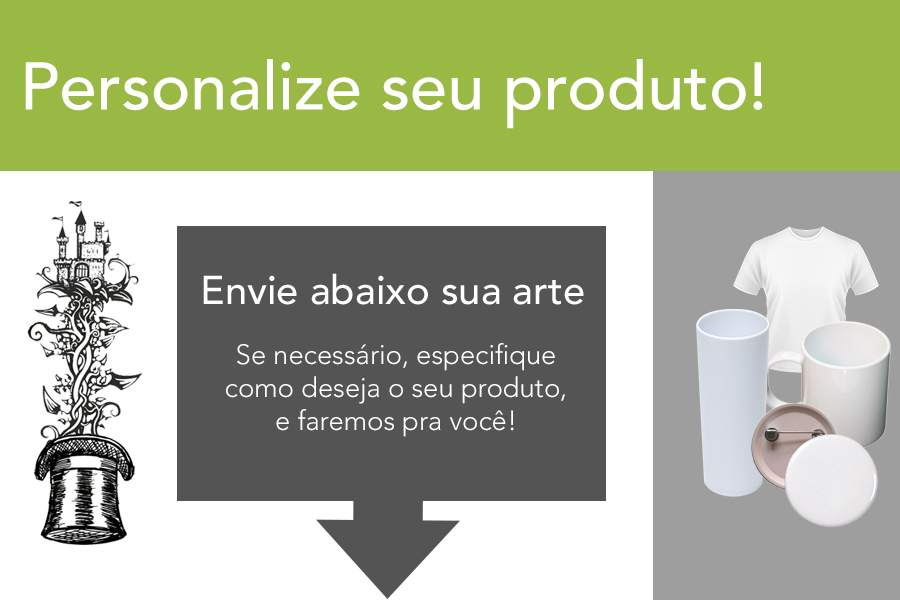 Personalize seu produto!
Envie abaixo sua arte
Se necessário, especifique
como deseja o seu produto,
e faremos pra você!